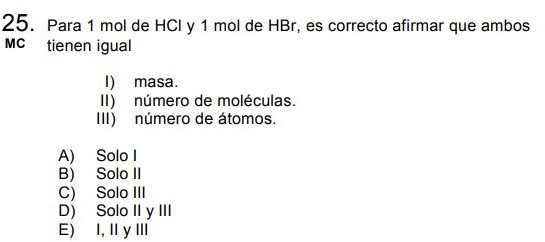 25. Para 1 mol de HCl y 1 mol de HBr, es correcto afirmar que ambos
MC tienen igual
I) masa.
II) número de moléculas.
III) número de átomos.
A) Solo I
B) Solo II
C) Solo III
D) Solo II y III
E) I, II y III